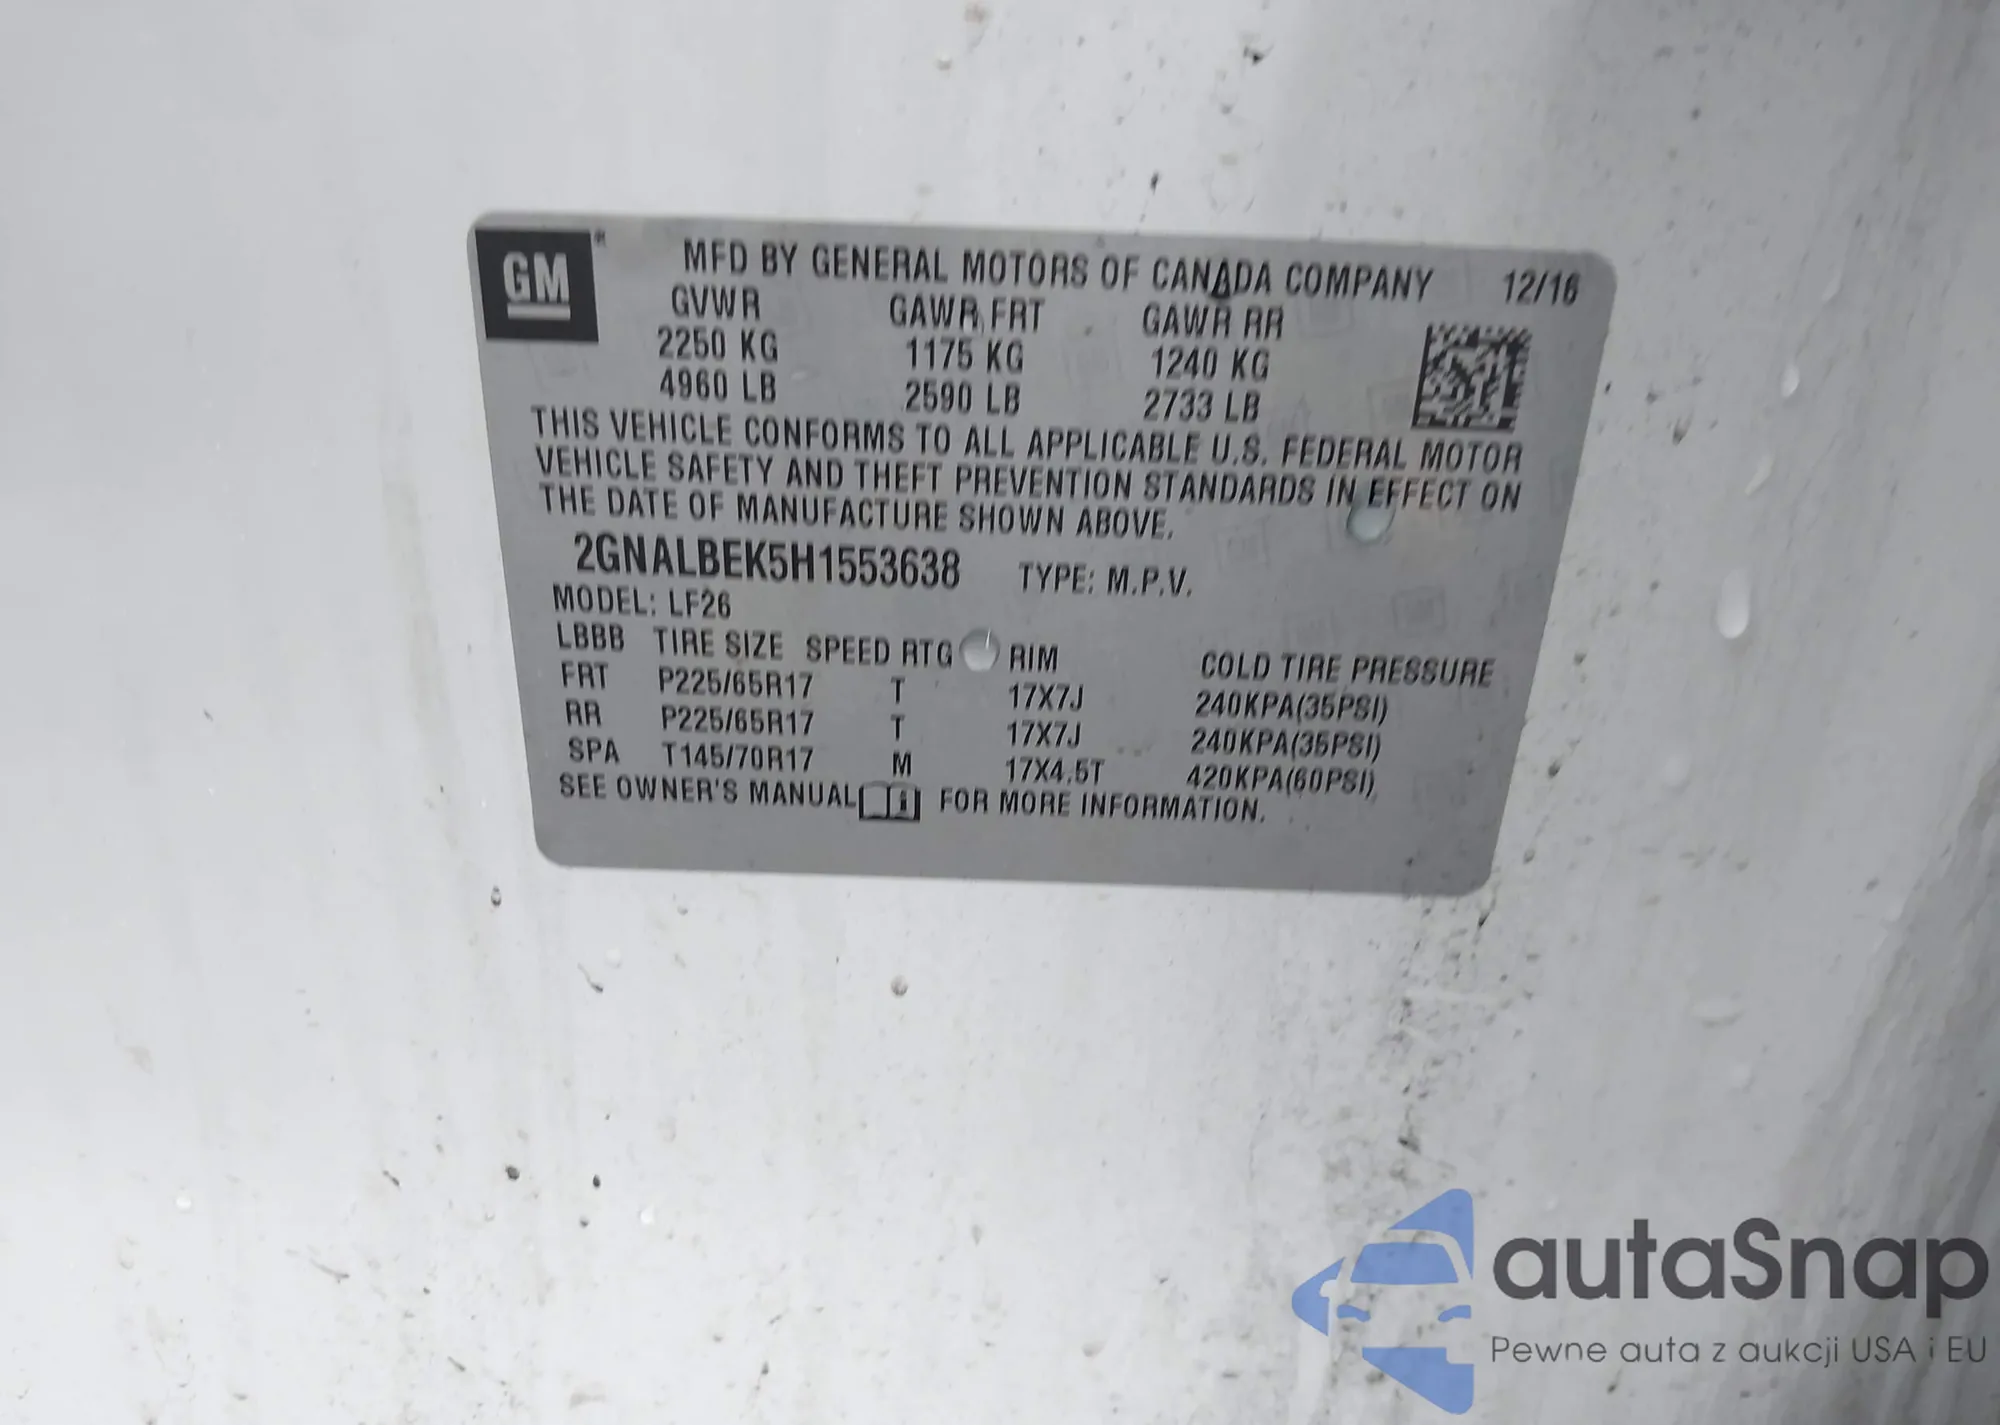 GM
MFD BY GENERAL MOTORS OF CANADA COMPANY 12/16
GVWR GAWR FRT GAWR RR
2250 KG 1175 KG 1240 KG
4960 LB 2590 LB 2733 LB
THIS VEHICLE CONFORMS TO ALL APPLICABLE U.S. FEDERAL MOTOR
VEHICLE SAFETY AND THEFT PREVENTION STANDARDS IN EFFECT ON
THE DATE OF MANUFACTURE SHOWN ABOVE.
2GNALBEK5H1553638 TYPE: M.P.V.
MODEL: LF26
LBBB TIRE SIZE SPEED RTG RIM COLD TIRE PRESSURE
FRT P225/65R17 T 17X7J 240KPA(35PSI)
RR P225/65R17 T 17X7J 240KPA(35PSI)
SPA T145/70R17 M 17X4.5T 420KPA(60PSI)
SEE OWNER'S MANUAL FOR MORE INFORMATION.
autaSnap
Pewne auta z aukcji USA i EU